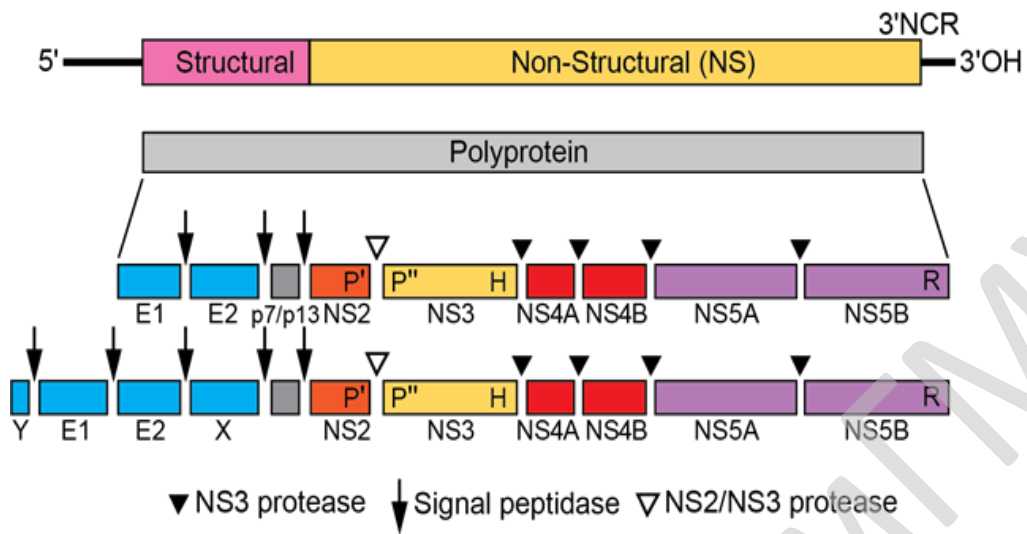 3'NCR
5' Structural Non-Structural (NS) 3'OH
Polyprotein
P' P" H R
E1 E2 p7/p13 NS2 NS3 NS4A NS4B NS5A NS5B
P' P" H R
Y E1 E2 X NS2 NS3 NS4A NS4B NS5A NS5B
NS3 protease Signal peptidase NS2/NS3 protease